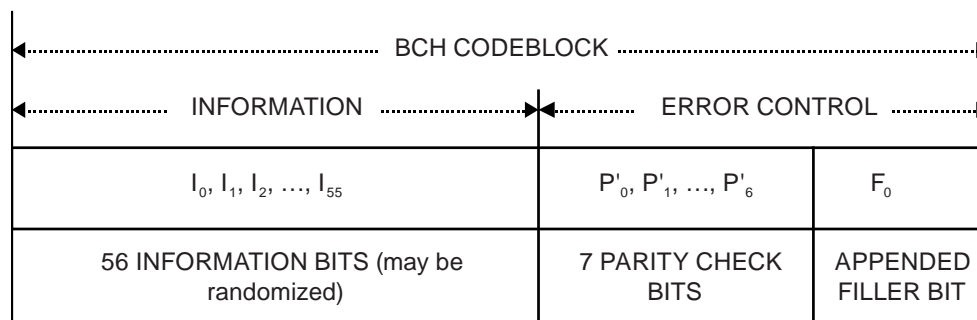 BCH CODEBLOCK
INFORMATION ERROR CONTROL
I₀, I₁, I₂, …, I₅₅ P'₀, P'₁, …, P'₆ F₀
56 INFORMATION BITS (may be 7 PARITY CHECK APPENDED
randomized) BITS FILLER BIT